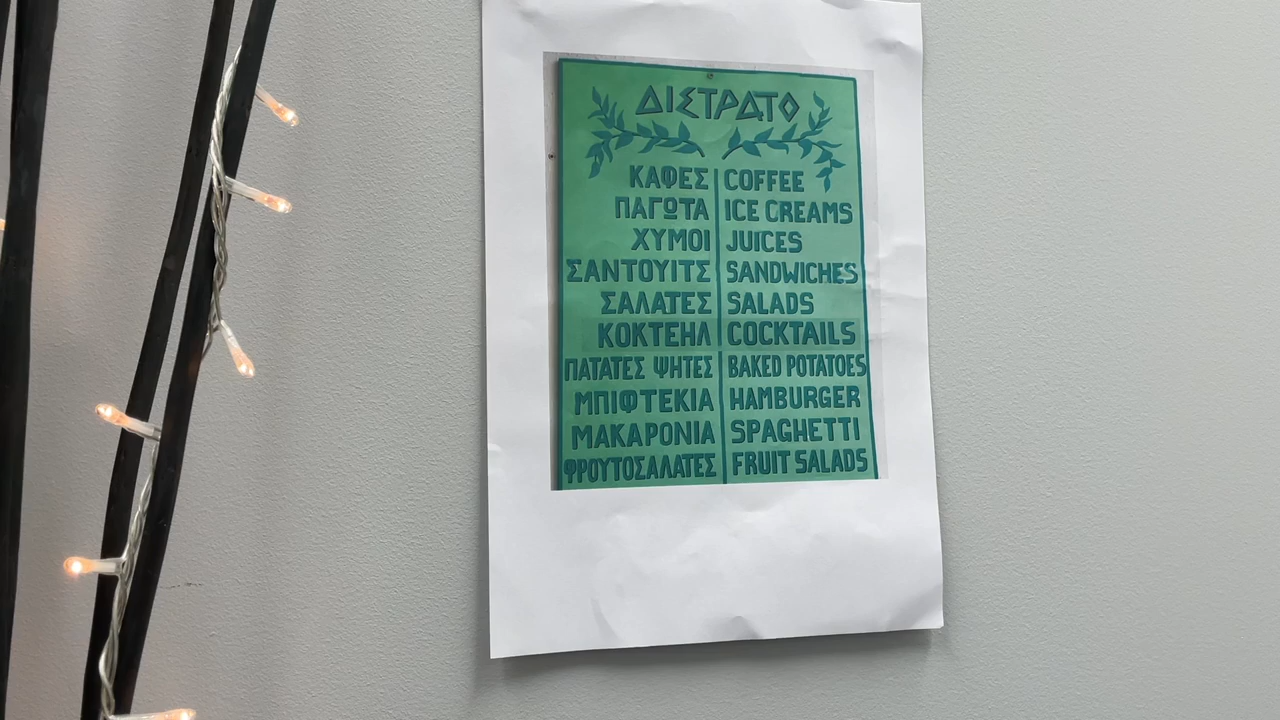 ΔΙΣΤΡΑΤΟ
ΚΑΦΕΣ COFFEE
ΠΑΓΩΤΑ ICE CREAMS
ΧΥΜΟΙ JUICES
ΣΑΝΤΟΥΙΤΣ SANDWICHES
ΣΑΛΑΤΕΣ SALADS
ΚΟΚΤΕΗΛ COCKTAILS
ΠΑΤΑΤΕΣ ΨΗΤΕΣ BAKED POTATOES
ΜΠΙΦΤΕΚΙΑ HAMBURGER
ΜΑΚΑΡΟΝΙΑ SPAGHETTI
ΦΡΟΥΤΟΣΑΛΑΤΕΣ FRUIT SALADS